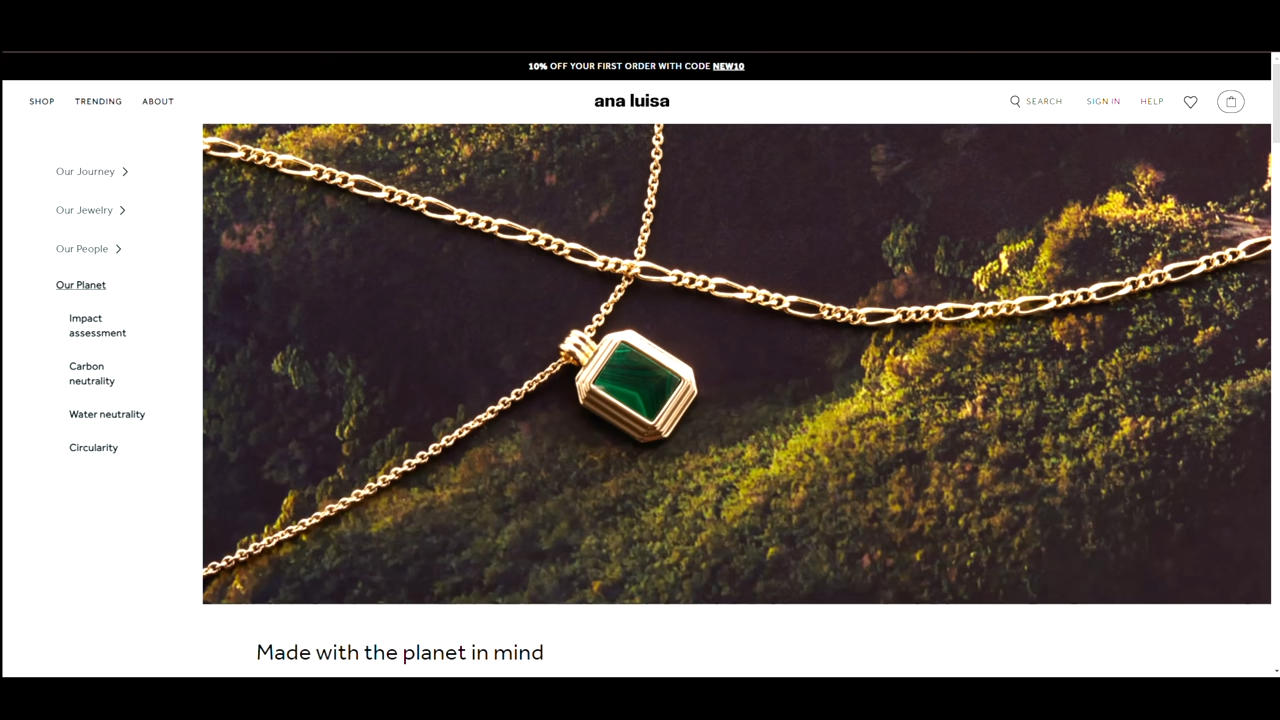 10% OFF YOUR FIRST ORDER WITH CODE NEW10
SHOP TRENDING ABOUT ana luisa SEARCH SIGN IN HELP
Our Journey
Our Jewelry
Our People
Our Planet
Impact
assessment
Carbon
neutrality
Water neutrality
Circularity
Made with the planet in mind